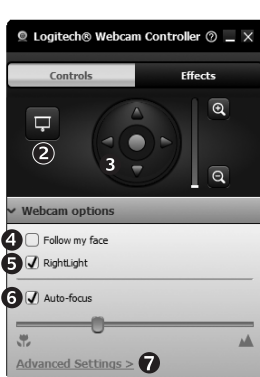 Logitech® Webcam Controller
Controls Effects
2
3
Webcam options
4 Follow my face
5 RightLight
6 Auto-focus
Advanced Settings > 7